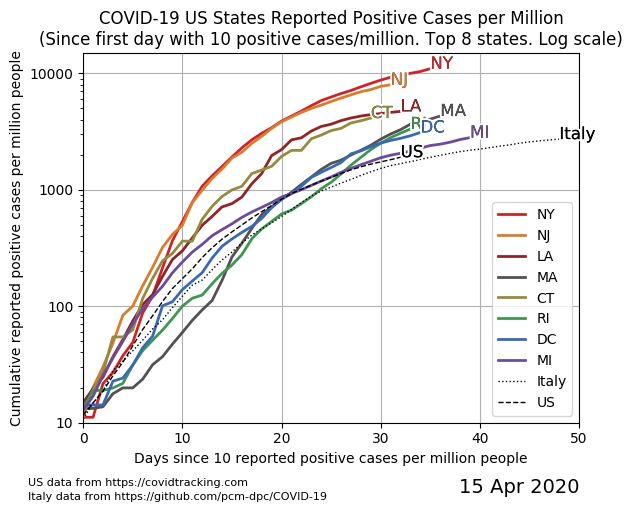 COVID-19 US States Reported Positive Cases per Million
(Since first day with 10 positive cases/million. Top 8 states. Log scale)
Cumulative reported positive cases per million people
10000
1000
100
10
NY
NJ
LA
CT
MA
RI
DC
MI
US
Italy
NY
NJ
LA
MA
CT
RI
DC
MI
Italy
US
0 10 20 30 40 50
Days since 10 reported positive cases per million people
US data from https://covidtracking.com
Italy data from https://github.com/pcm-dpc/COVID-19
15 Apr 2020